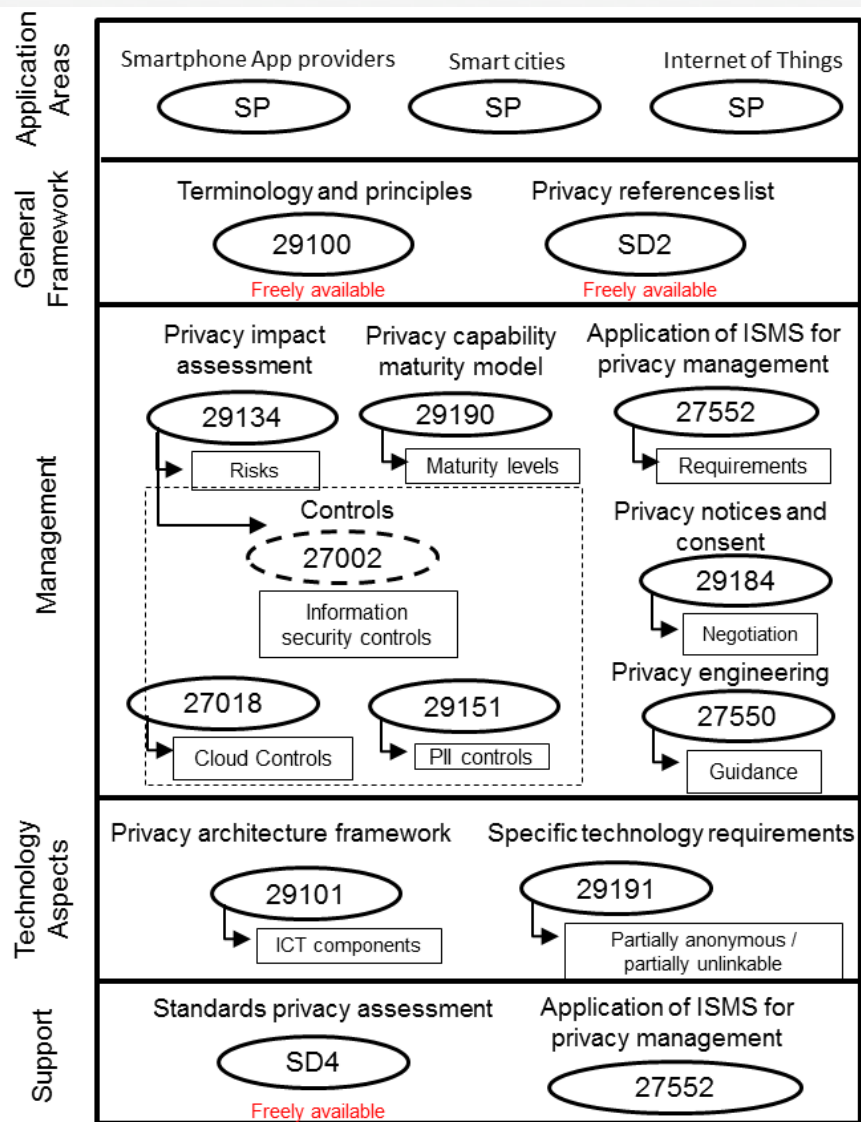 Application
Areas
Smartphone App providers
Smart cities
Internet of Things
SP
SP
SP
General
Framework
Terminology and principles
Privacy references list
29100
SD2
Freely available
Freely available
Management
Privacy impact
assessment
Privacy capability
maturity model
Application of ISMS for
privacy management
29134
29190
27552
Risks
Maturity levels
Requirements
Controls
27002
Information
security controls
Privacy notices and
consent
29184
Negotiation
27018
29151
Cloud Controls
PII controls
Privacy engineering
27550
Guidance
Technology
Aspects
Privacy architecture framework
Specific technology requirements
29101
29191
ICT components
Partially anonymous /
partially unlinkable
Support
Standards privacy assessment
Application of ISMS for
privacy management
SD4
27552
Freely available